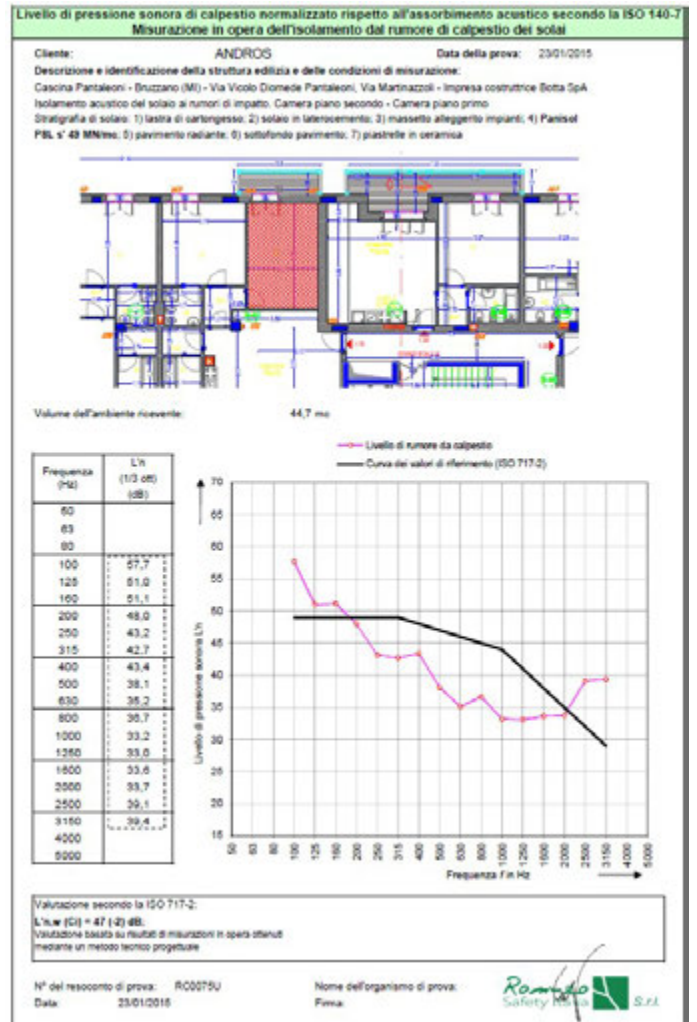 Livello di pressione sonora di calpestio normalizzato rispetto all'assorbimento acustico secondo la ISO 140-7
Misurazione in opera dell'isolamento dal rumore di calpestio dei solai
Cliente: ANDROS Data della prova: 23/01/2015
Descrizione e identificazione della struttura edilizia e delle condizioni di misurazione:
Cascina Pantaleoni - Bruzzano (MI) - Via Vicolo Diomede Pantaleoni, Via Martinazzoli - Impresa costruttrice Botta SpA
Isolamento acustico del solaio ai rumori di impatto. Camera piano secondo - Camera piano primo
Stratigrafia di solaio: 1) lastra di cartongesso; 2) solaio in laterocemento; 3) massetto alleggerito impianti; 4) Panisol
PBL s' 49 MN/mc; 5) pavimento radiante; 6) sottofondo pavimento; 7) piastrelle in ceramica
Volume dell'ambiente ricevente: 44,7 mc
Livello di rumore da calpestio
Curva dei valori di riferimento (ISO 717-2)
Frequenza (Hz) L'n (1/3 ott) (dB)
50
63
80
100 57,7
125 51,0
160 51,1
200 48,0
250 43,2
315 42,7
400 43,4
500 38,1
630 35,2
800 36,7
1000 33,2
1250 33,0
1600 33,6
2000 33,7
2500 39,1
3150 39,4
4000
5000
Livello di pressione sonora L'n
70
65
60
55
50
45
40
35
30
25
20
15
50 63 80 100 125 160 200 250 315 400 500 630 800 1000 1250 1600 2000 2500 3150 4000 5000
Frequenza f in Hz
Valutazione secondo la ISO 717-2:
L'n,w (Ci) = 47 (-2) dB;
Valutazione basata su risultati di misurazioni in opera ottenuti
mediante un metodo tecnico progettuale
N° del resoconto di prova: RC0075U Nome dell'organismo di prova:
Data: 23/01/2015 Firma:
Safety Italia S.r.l.